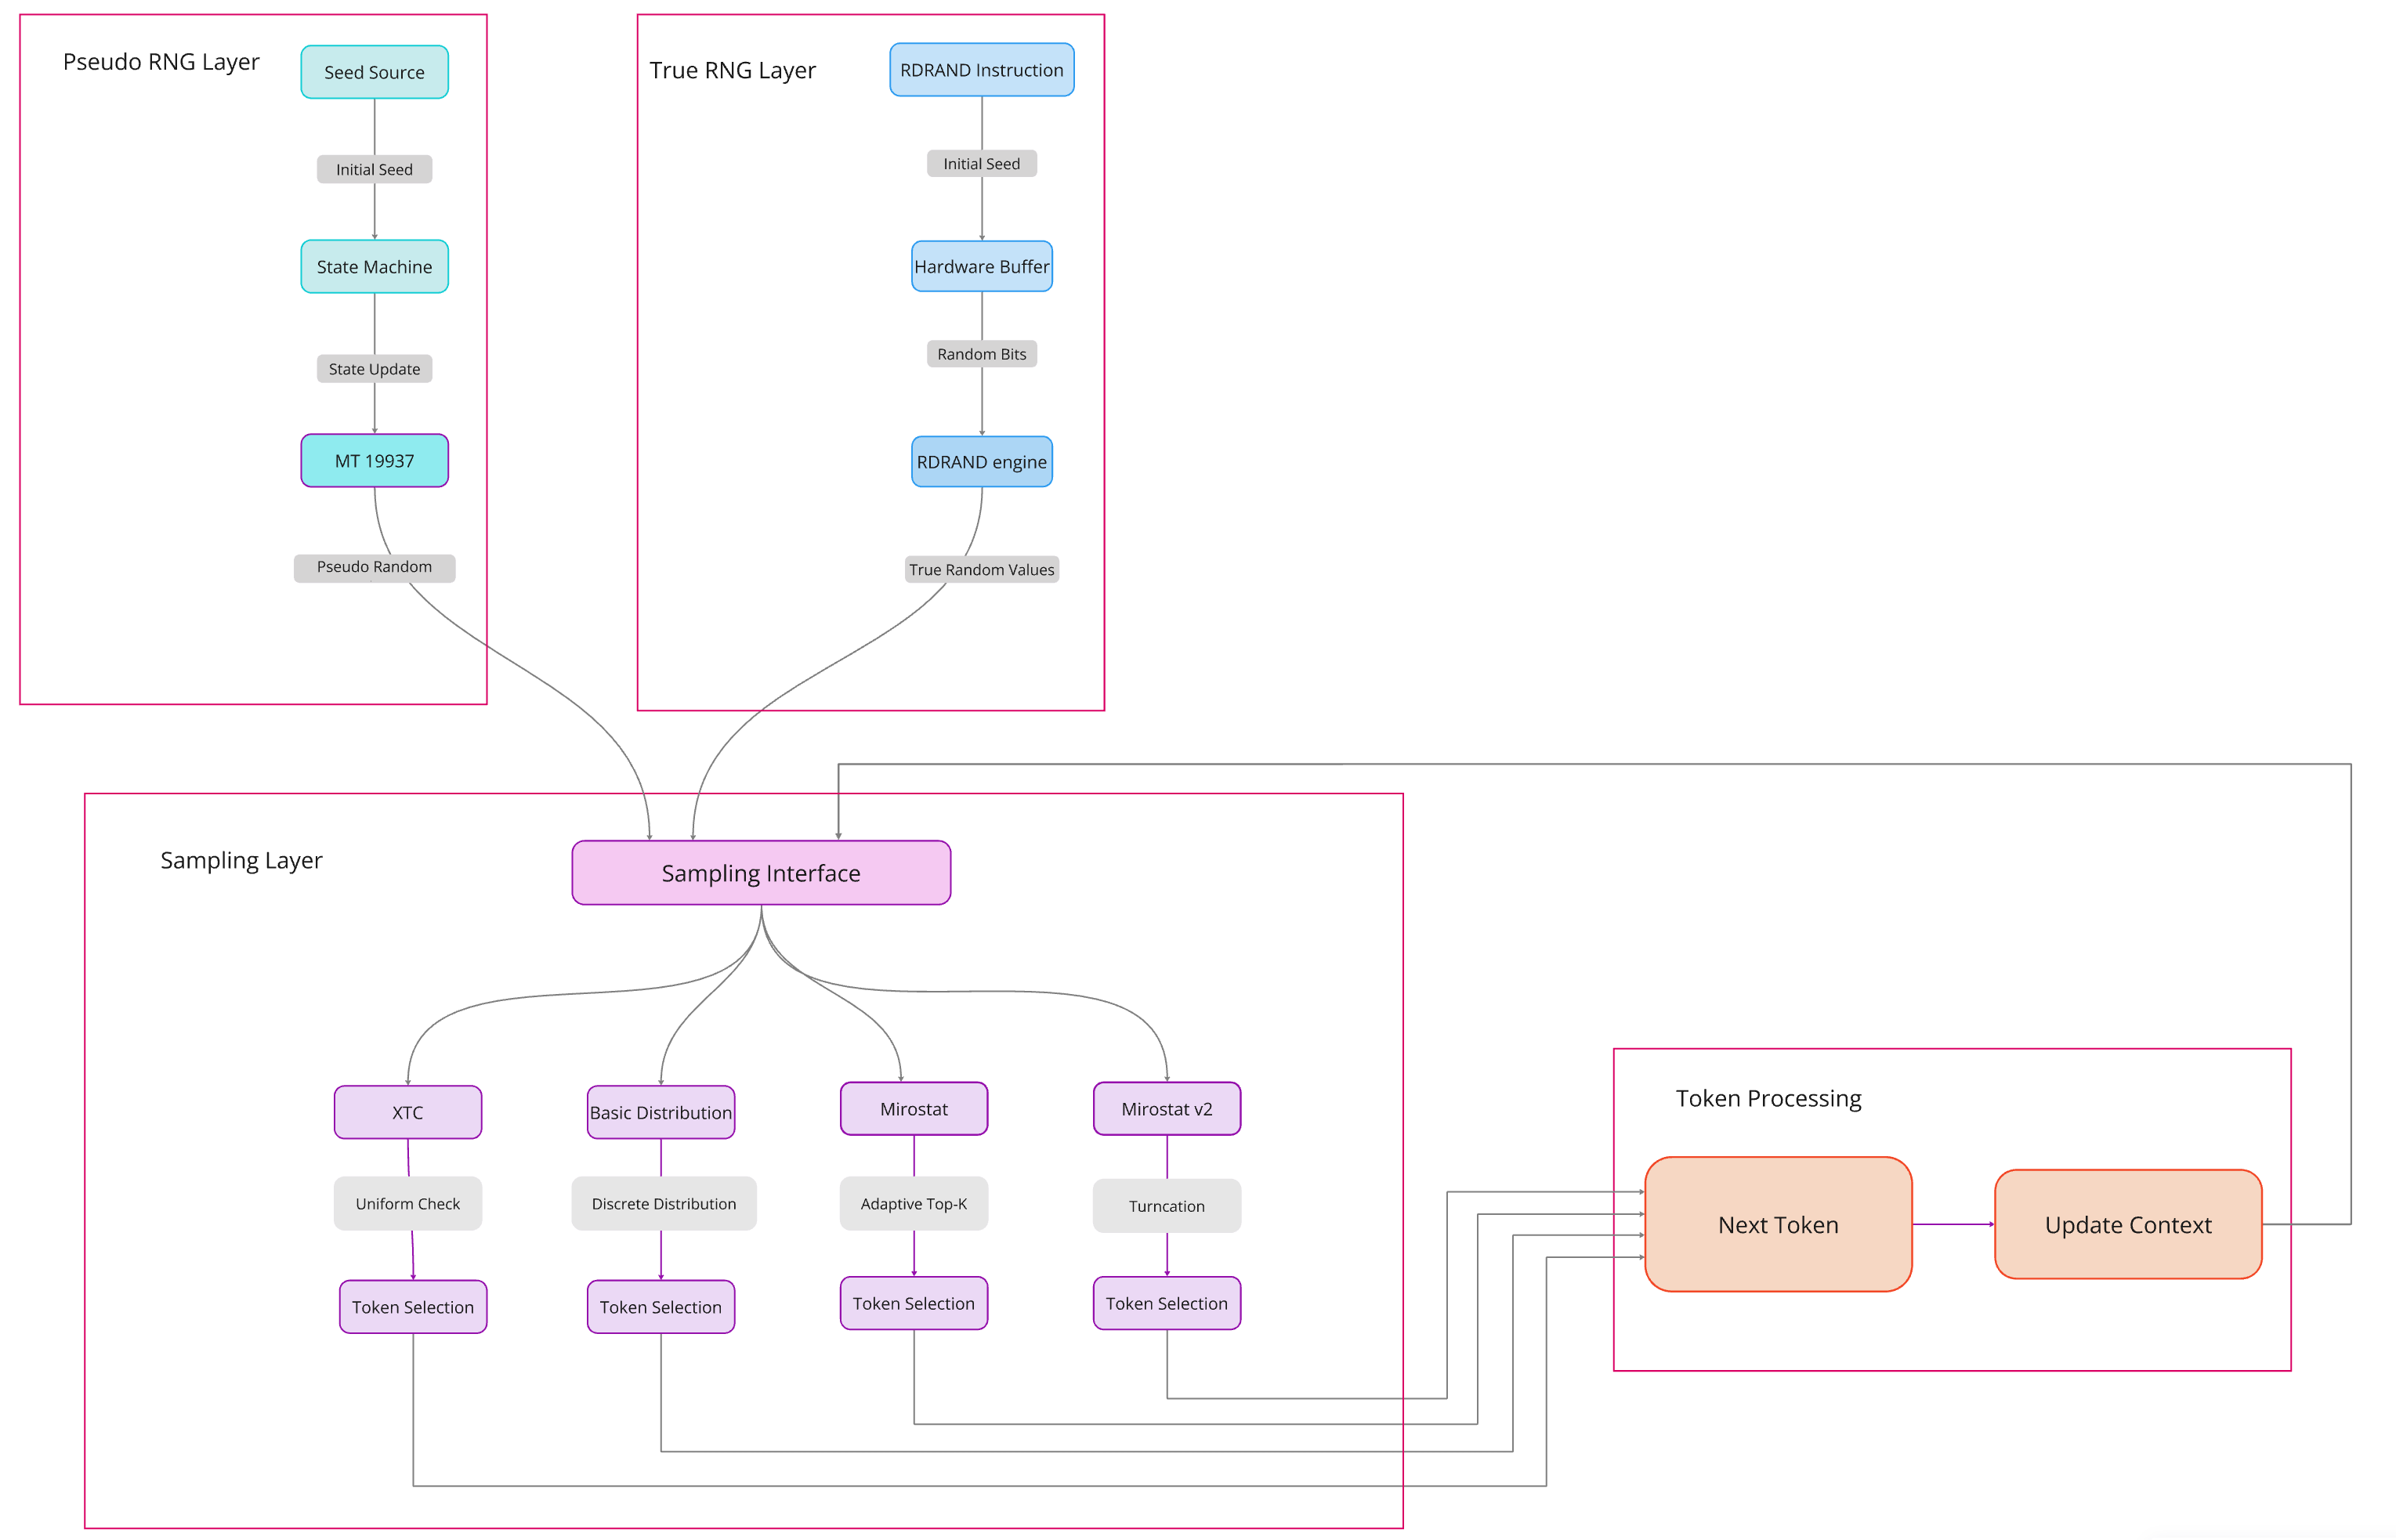 Pseudo RNG Layer
Seed Source
Initial Seed
State Machine
State Update
MT 19937
Pseudo Random
True RNG Layer
RDRAND Instruction
Initial Seed
Hardware Buffer
Random Bits
RDRAND engine
True Random Values
Sampling Layer
Sampling Interface
XTC
Basic Distribution
Mirostat
Mirostat v2
Uniform Check
Discrete Distribution
Adaptive Top-K
Turncation
Token Selection
Token Selection
Token Selection
Token Selection
Token Processing
Next Token
Update Context